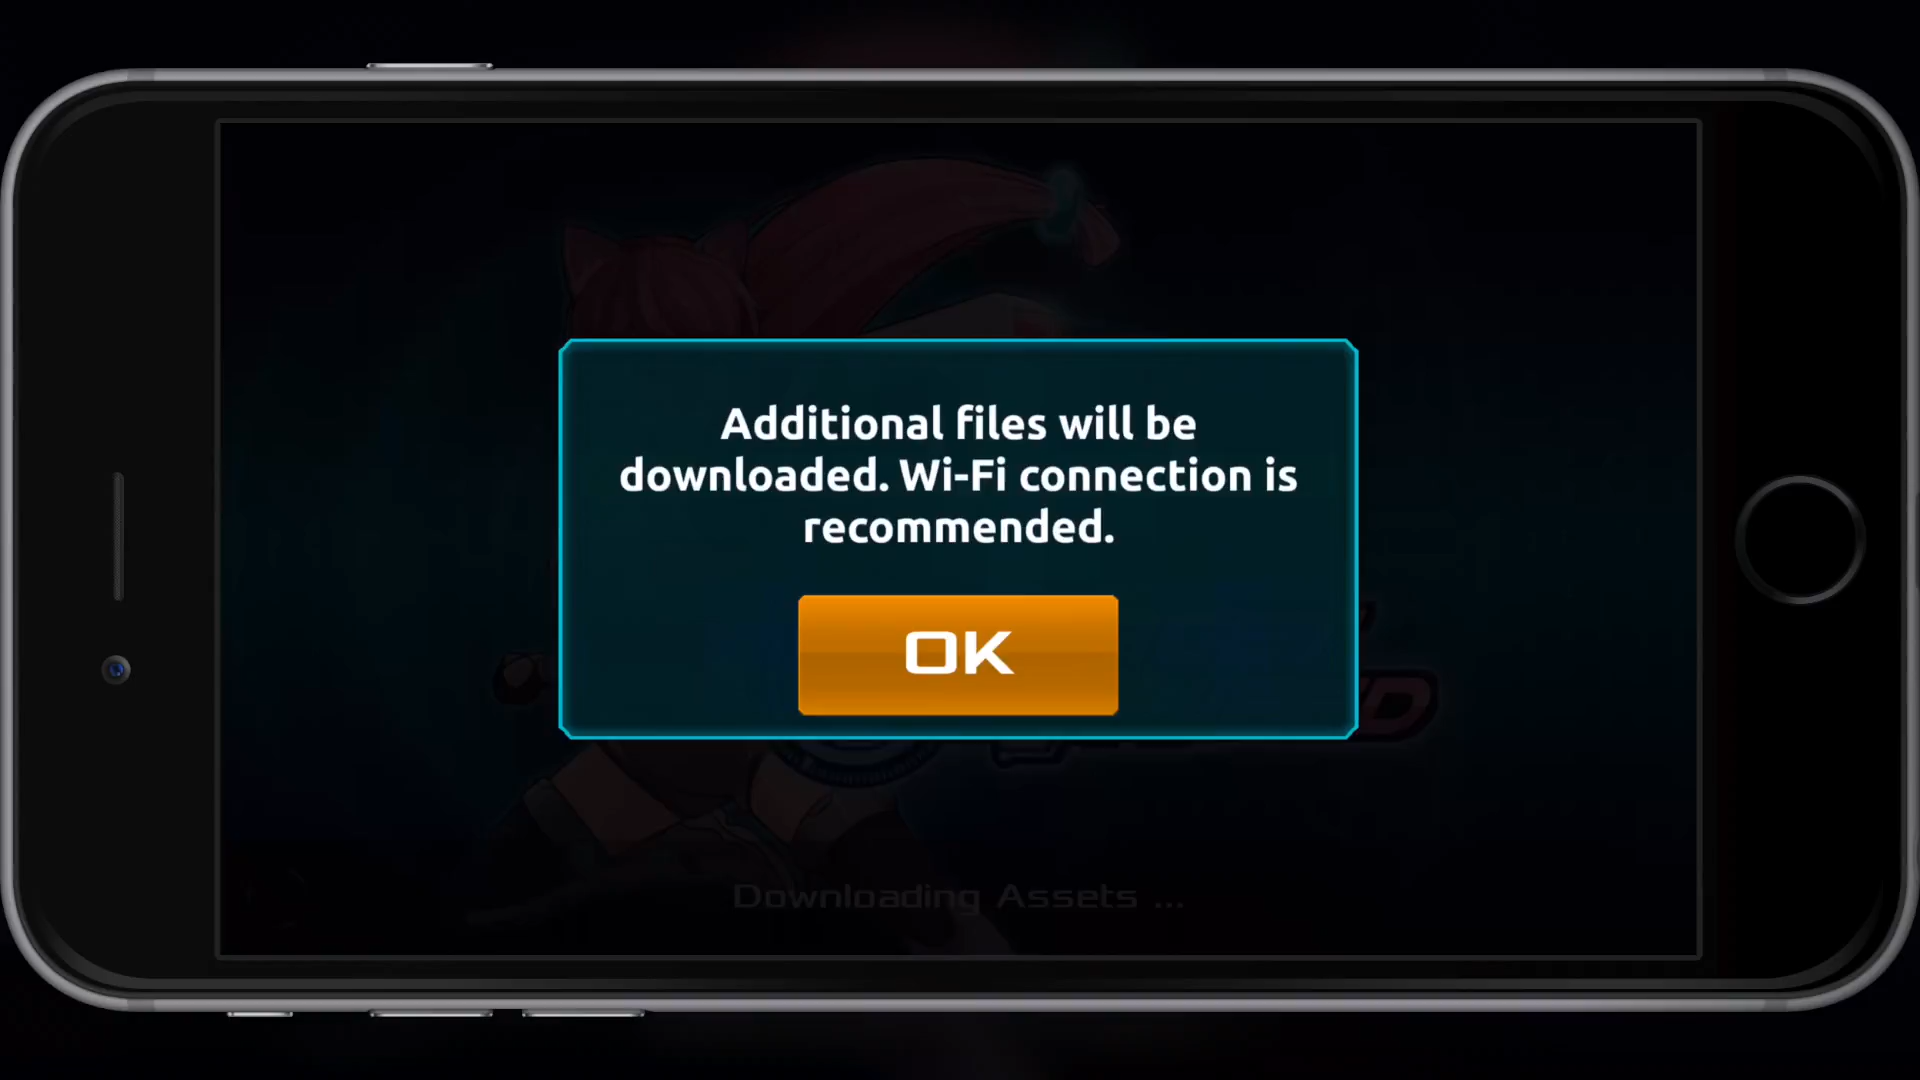 Additional files will be
downloaded. Wi-Fi connection is
recommended.
OK
Downloading Assets ...